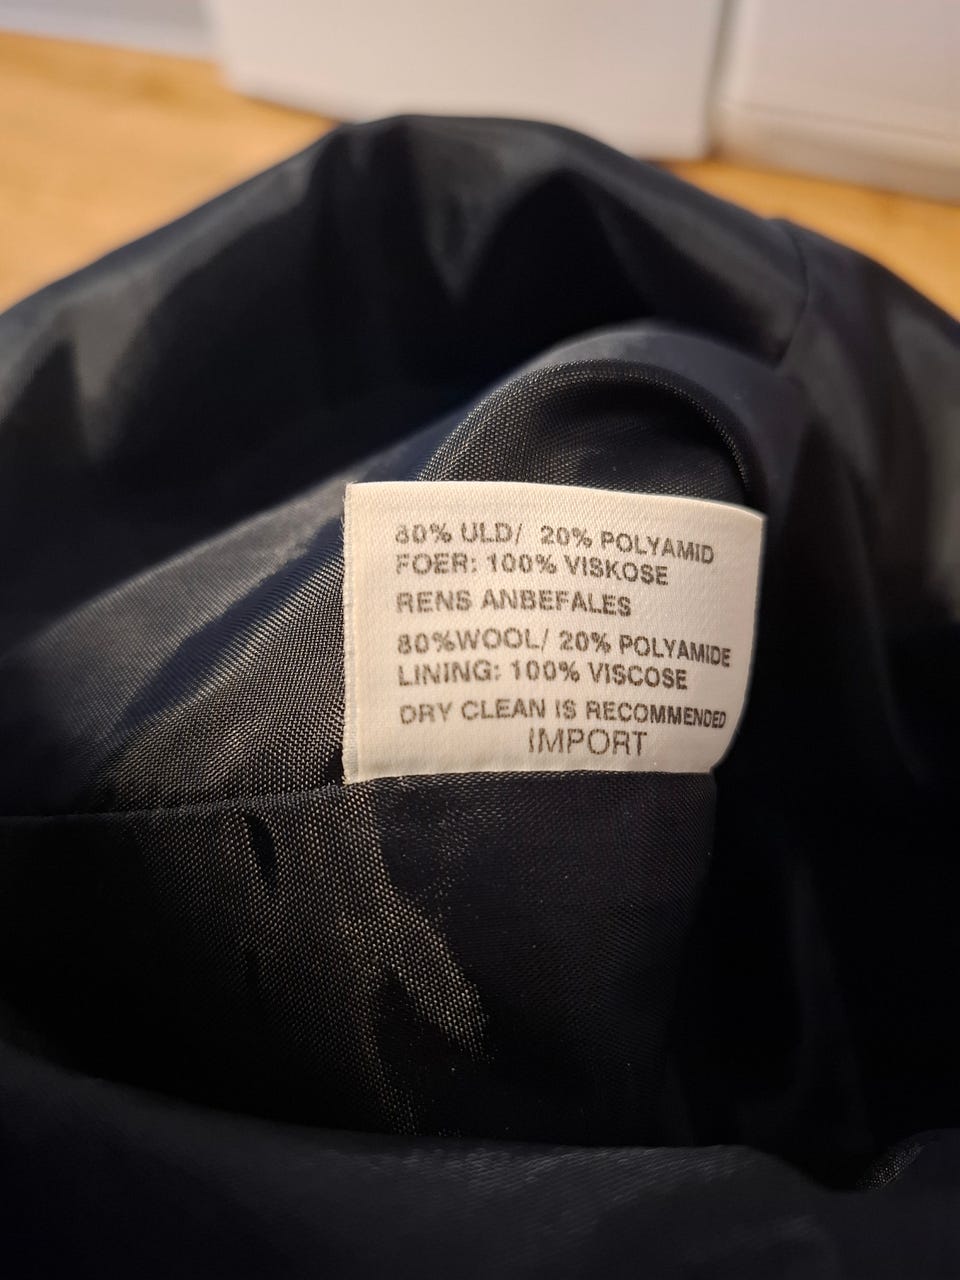 80% ULD/ 20% POLYAMID
FOER: 100% VISKOSE
RENS ANBEFALES
80%WOOL/ 20% POLYAMIDE
LINING: 100% VISCOSE
DRY CLEAN IS RECOMMENDED
IMPORT